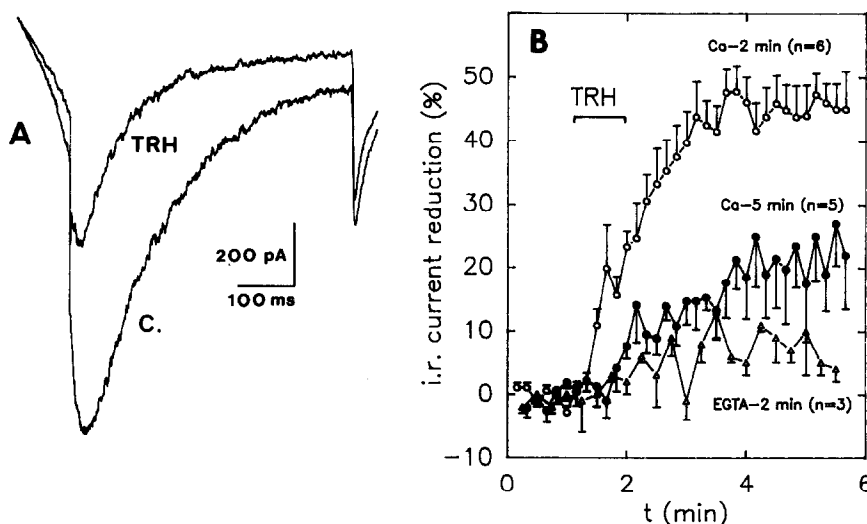 A
TRH
C.
200 pA
100 ms
B
i.r. current reduction (%)
50
40
30
20
10
0
-10
TRH
Ca-2 min (n=6)
Ca-5 min (n=5)
EGTA-2 min (n=3)
0
2
4
6
t (min)